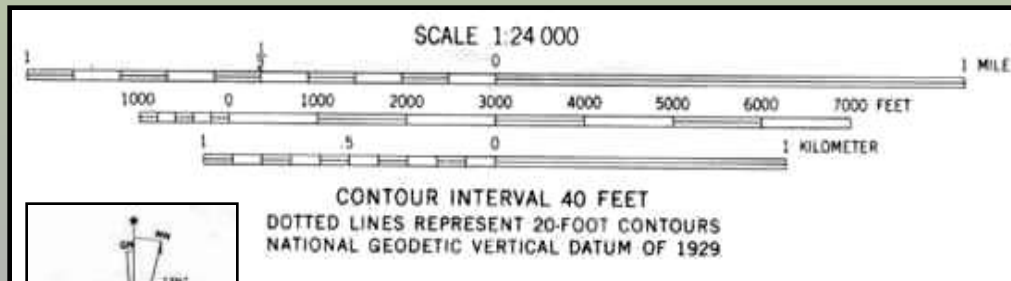 SCALE 1:24 000
1 1/2 0 1 MILE
1000 0 1000 2000 3000 4000 5000 6000 7000 FEET
1 .5 0 1 KILOMETER
CONTOUR INTERVAL 40 FEET
DOTTED LINES REPRESENT 20-FOOT CONTOURS
NATIONAL GEODETIC VERTICAL DATUM OF 1929
GN MN